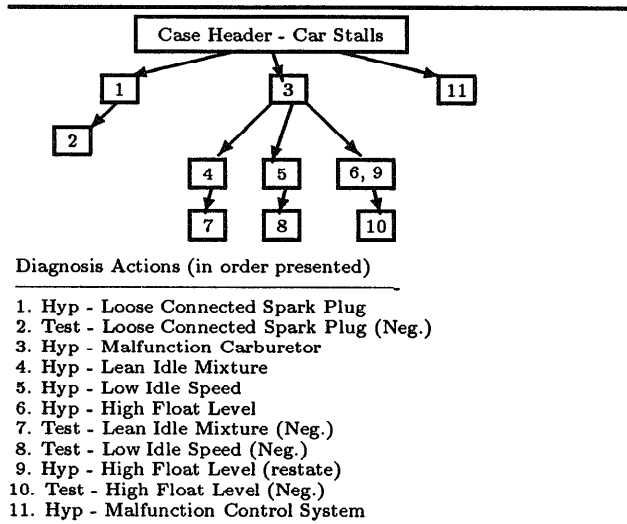 Case Header - Car Stalls
1
3
11
2
4
5
6, 9
7
8
10
Diagnosis Actions (in order presented)
1. Hyp - Loose Connected Spark Plug
2. Test - Loose Connected Spark Plug (Neg.)
3. Hyp - Malfunction Carburetor
4. Hyp - Lean Idle Mixture
5. Hyp - Low Idle Speed
6. Hyp - High Float Level
7. Test - Lean Idle Mixture (Neg.)
8. Test - Low Idle Speed (Neg.)
9. Hyp - High Float Level (restate)
10. Test - High Float Level (Neg.)
11. Hyp - Malfunction Control System